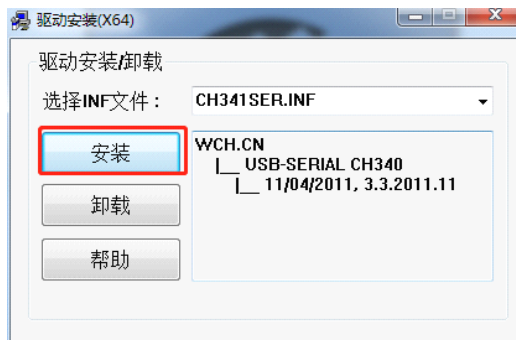 驱动安装(X64)
驱动安装/卸载
选择INF文件： CH341SER.INF
安装
WCH.CN
|__ USB-SERIAL CH340
|__ 11/04/2011, 3.3.2011.11
卸载
帮助